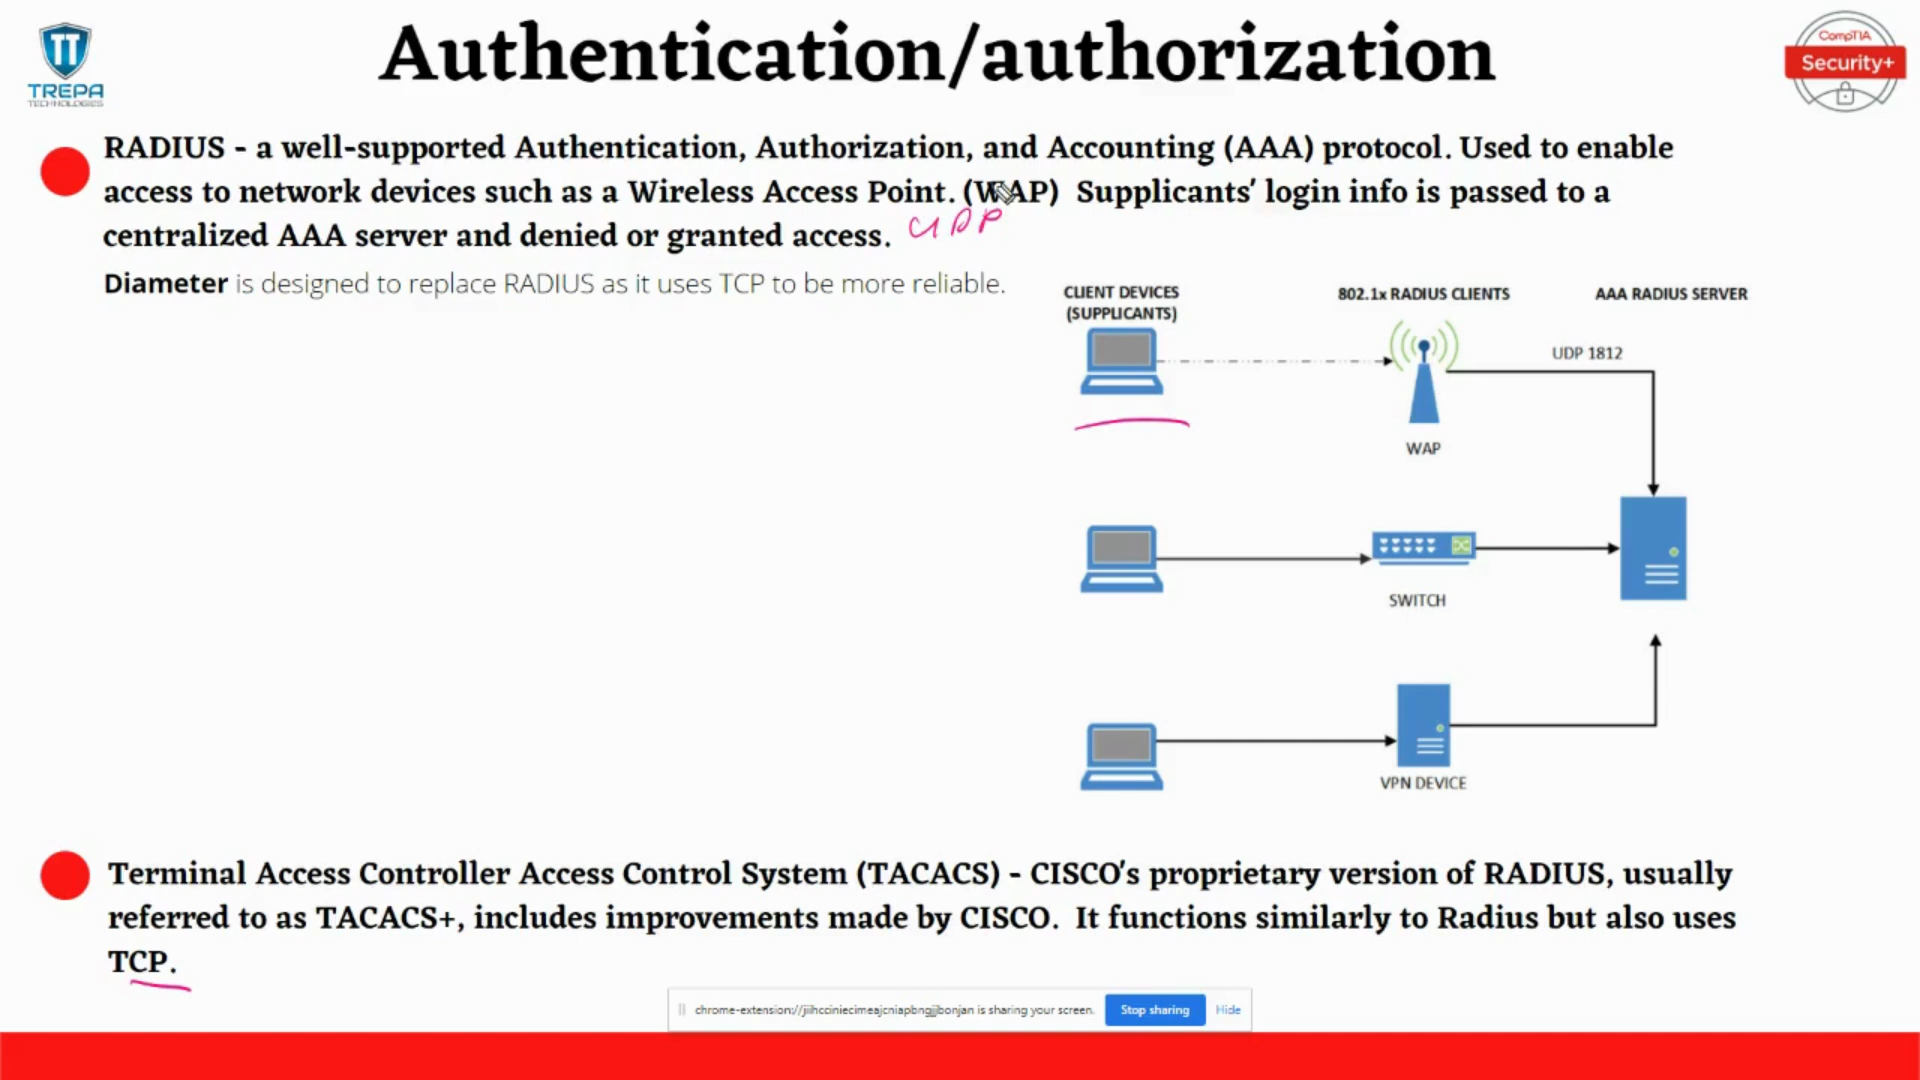 TREPA
TECHNOLOGIES
Authentication/authorization
CompTIA
Security+
RADIUS - a well-supported Authentication, Authorization, and Accounting (AAA) protocol. Used to enable
access to network devices such as a Wireless Access Point. (WAP)  Supplicants' login info is passed to a
centralized AAA server and denied or granted access.
UDP
Diameter is designed to replace RADIUS as it uses TCP to be more reliable.
CLIENT DEVICES
(SUPPLICANTS)
802.1x RADIUS CLIENTS
AAA RADIUS SERVER
UDP 1812
WAP
SWITCH
VPN DEVICE
Terminal Access Controller Access Control System (TACACS) - CISCO's proprietary version of RADIUS, usually
referred to as TACACS+, includes improvements made by CISCO.  It functions similarly to Radius but also uses
TCP.
is sharing your screen.
Stop sharing
Hide